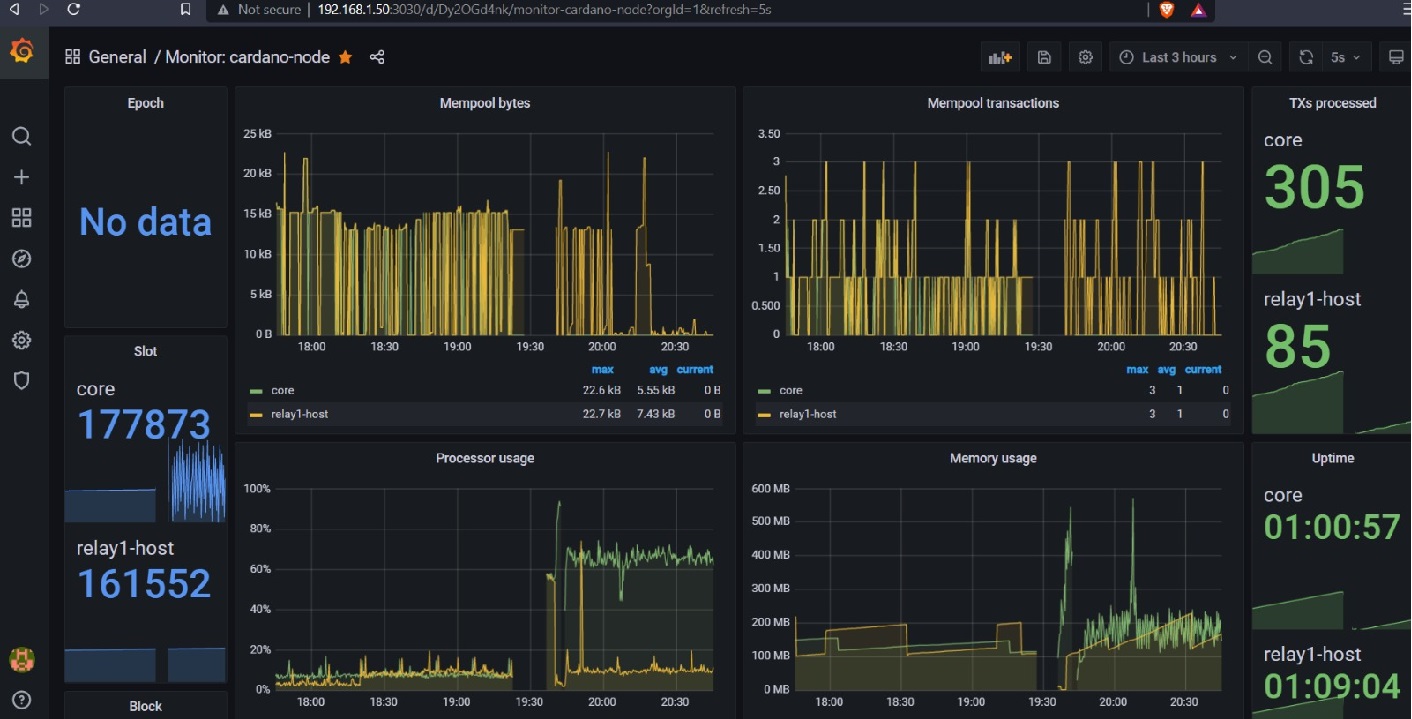 Not secure | 192.168.1.50:3030/d/Dy2OGd4nk/monitor-cardano-node?orgId=1&refresh=5s
General / Monitor: cardano-node
Last 3 hours
5s
Epoch
No data
Mempool bytes
25 kB
20 kB
15 kB
10 kB
5 kB
0 B
18:00 18:30 19:00 19:30 20:00 20:30
max avg current
core 22.6 kB 5.55 kB 0 B
relay1-host 22.7 kB 7.43 kB 0 B
Mempool transactions
3.50
3
2.50
2
1.50
1
0.500
0
18:00 18:30 19:00 19:30 20:00 20:30
max avg current
core 3 1 0
relay1-host 3 1 0
TXs processed
core
305
relay1-host
85
Slot
core
177873
relay1-host
161552
Block
Processor usage
100%
80%
60%
40%
20%
0%
18:00 18:30 19:00 19:30 20:00 20:30
Memory usage
600 MB
500 MB
400 MB
300 MB
200 MB
100 MB
0 MB
18:00 18:30 19:00 19:30 20:00 20:30
Uptime
core
01:00:57
relay1-host
01:09:04